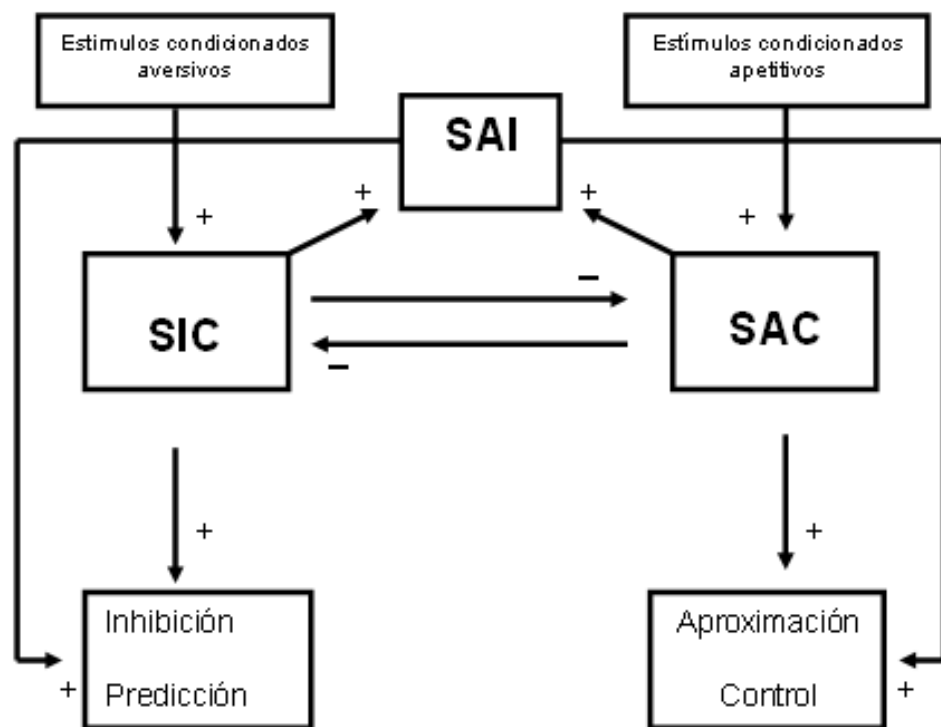 Estimulos condicionados
aversivos
Estímulos condicionados
apetitivos
SAI
+
+
+
+
SIC
–
–
SAC
+
+
Inhibición
Predicción
+
Aproximación
Control
+